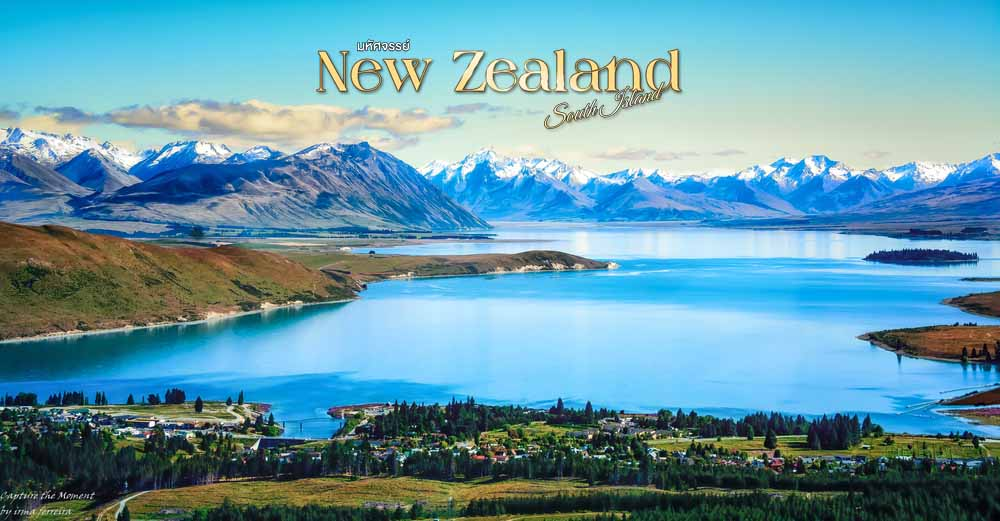 มหัศจรรย์
New Zealand
South Island
Capture the Moment
by irma ferreira